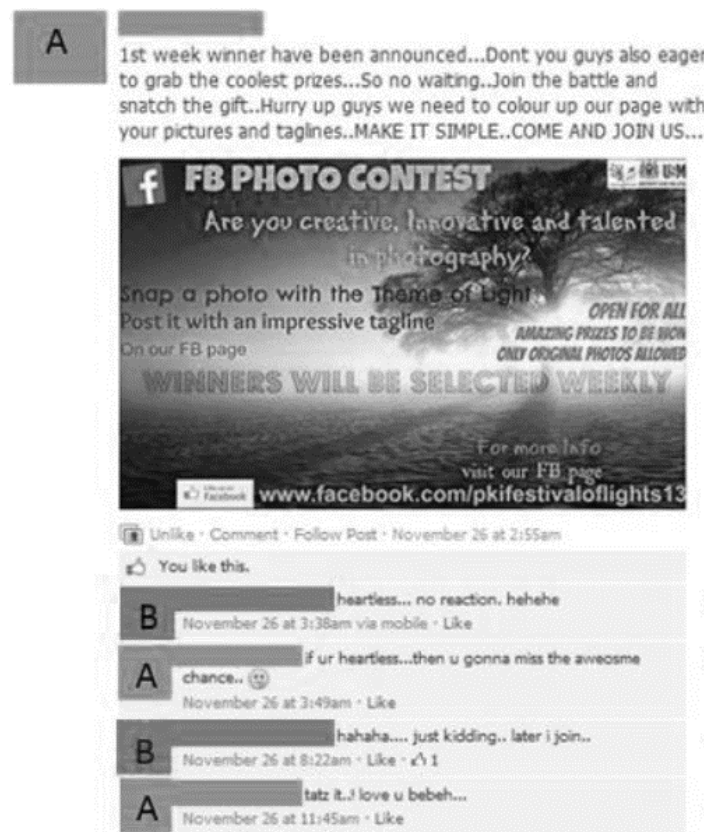 A
1st week winner have been announced...Dont you guys also eager
to grab the coolest prizes...So no waiting..Join the battle and
snatch the gift..Hurry up guys we need to colour up our page with
your pictures and taglines..MAKE IT SIMPLE..COME AND JOIN US...
f FB PHOTO CONTEST
USM
Are you creative, Innovative and talented
in photography?
Snap a photo with the Theme of Light
Post it with an impressive tagline
On our FB page
OPEN FOR ALL
AMAZING PRIZES TO BE WON
ONLY ORIGINAL PHOTOS ALLOWED
WINNERS WILL BE SELECTED WEEKLY
For more Info
visit our FB page
Facebook
www.facebook.com/pkifestivaloflights13
Unlike · Comment · Follow Post · November 26 at 2:55am
You like this.
B
heartless... no reaction. hehehe
November 26 at 3:38am via mobile · Like
A
if ur heartless...then u gonna miss the aweosme
chance..
November 26 at 3:49am · Like
B
hahaha.... just kidding.. later i join..
November 26 at 8:22am · Like · 1
A
tatz it..! love u bebeh...
November 26 at 11:45am · Like